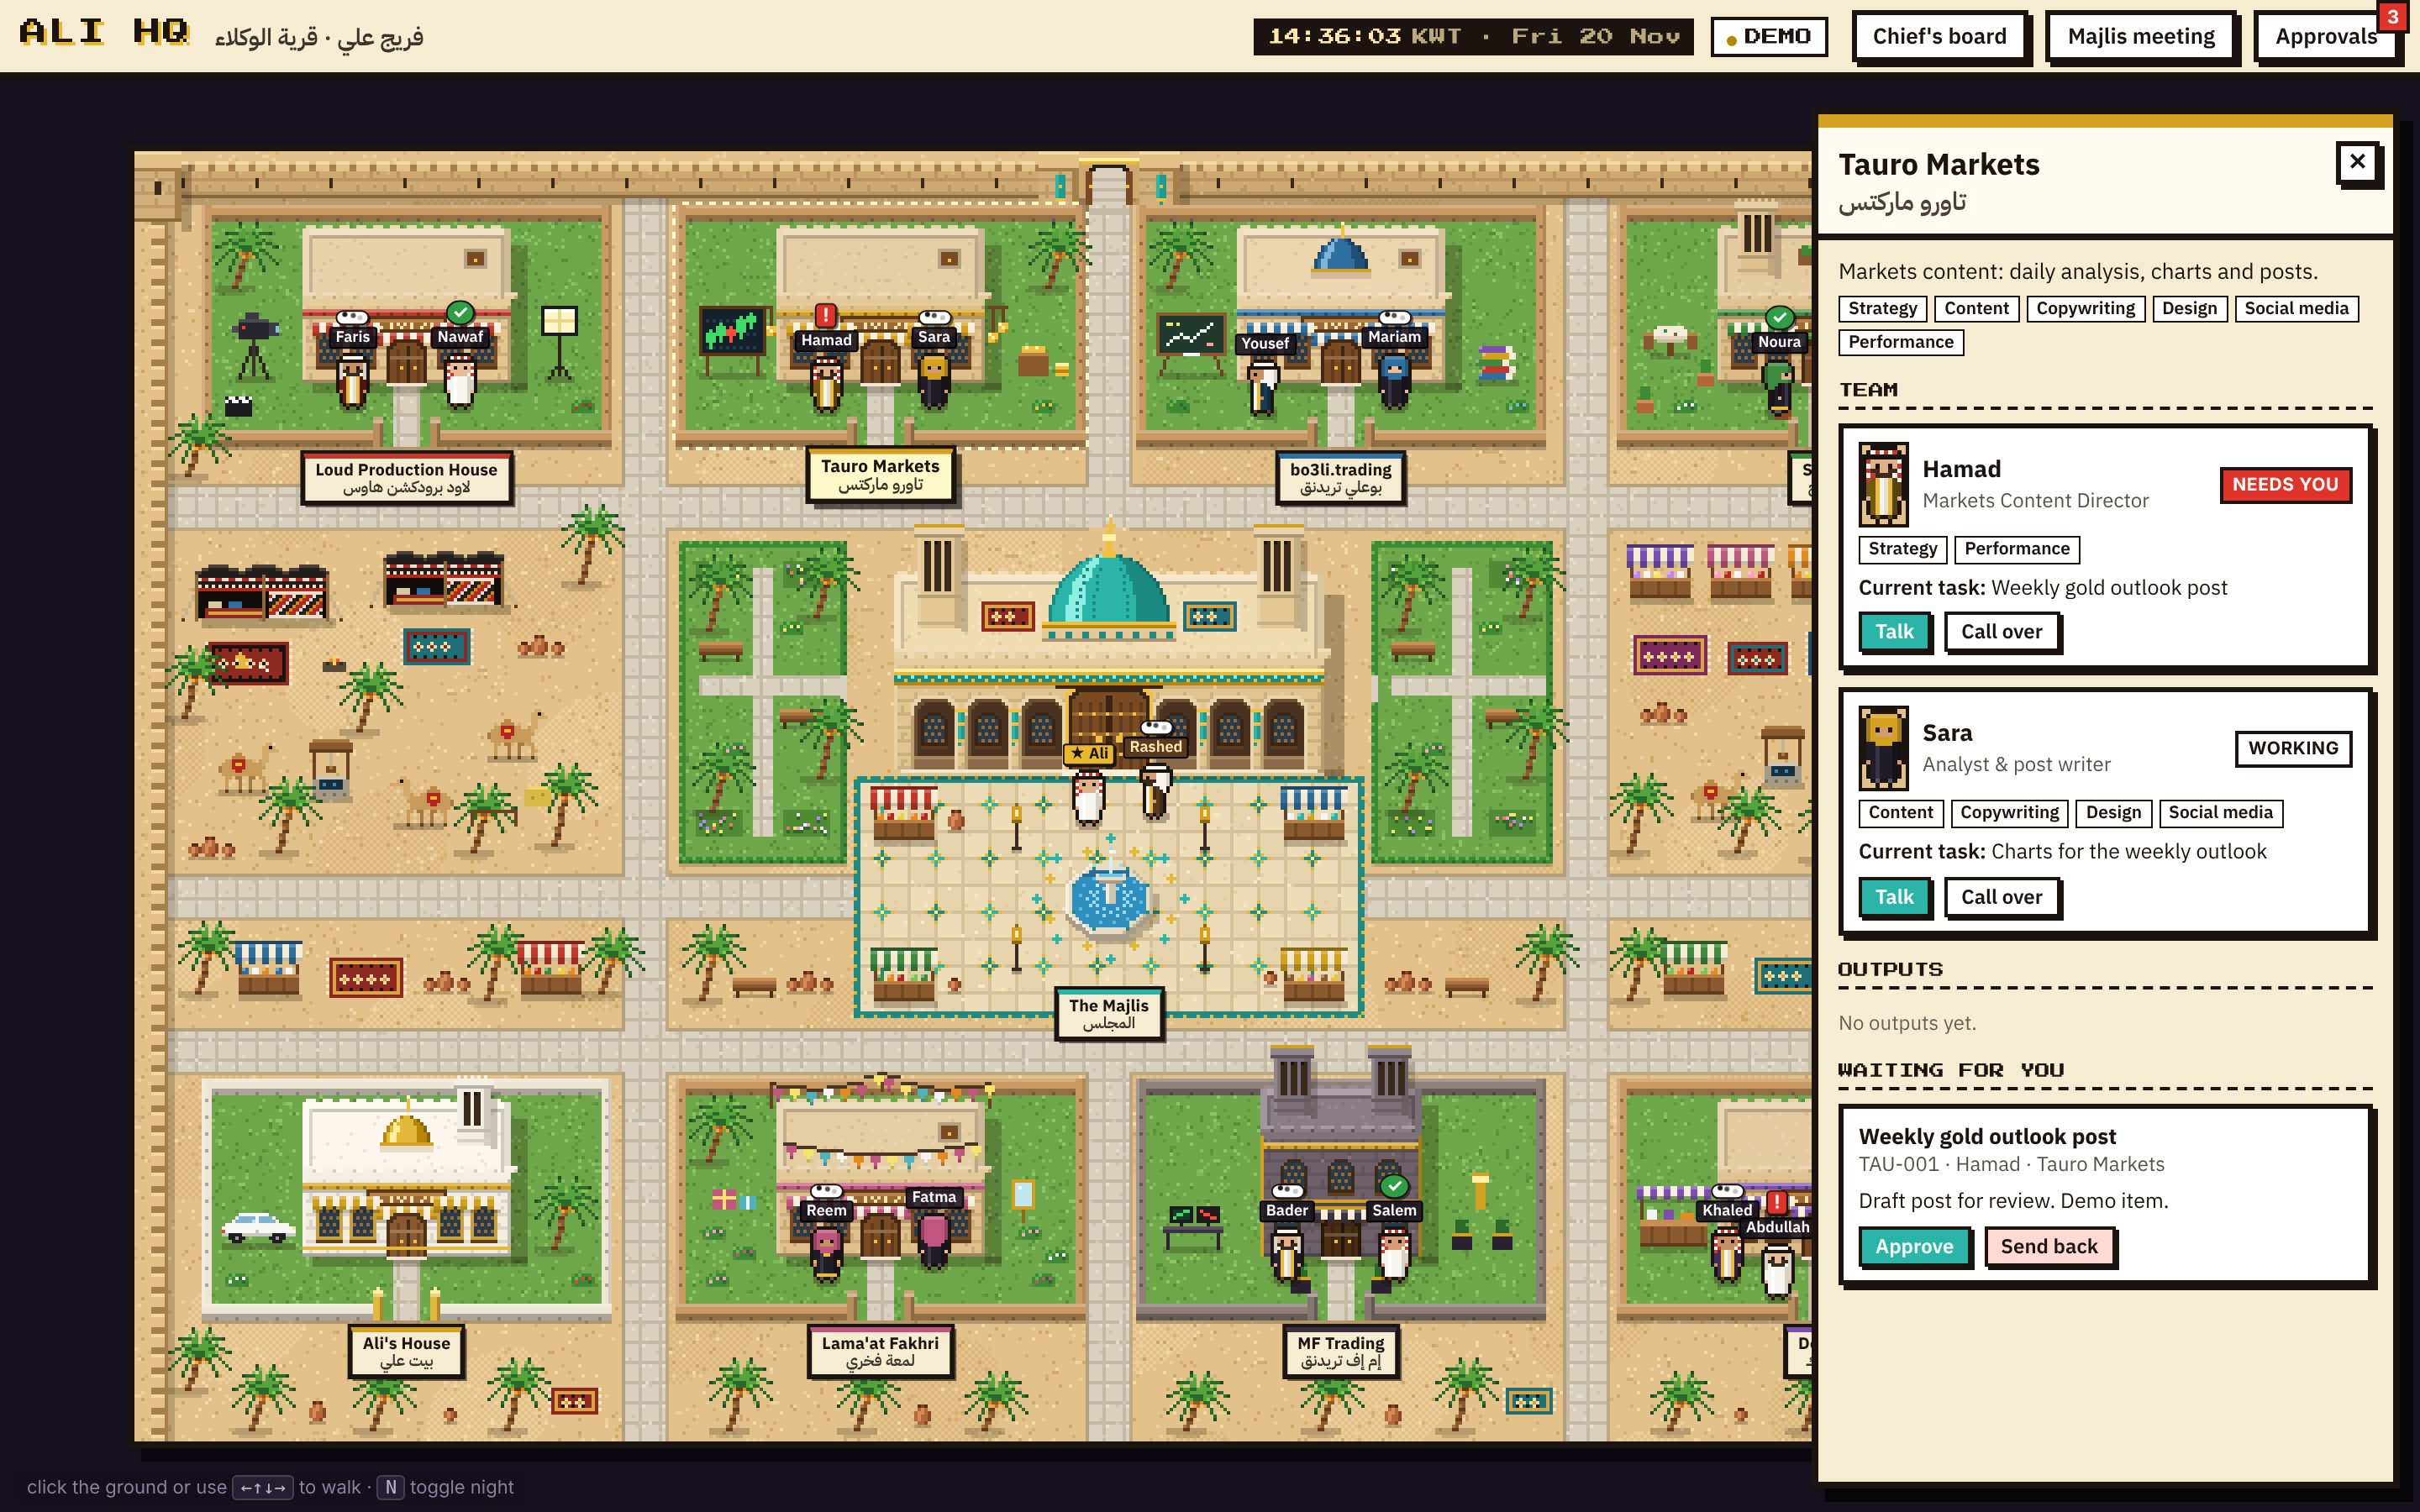 ALI HQ
فريج علي · قرية الوكلاء
14:36:03 KWT · Fri 20 Nov
DEMO
Chief's board
Majlis meeting
Approvals
3
Faris
Nawaf
Hamad
Sara
Yousef
Mariam
Noura
Loud Production House
لاود برودكشن هاوس
Tauro Markets
تاورو ماركتس
bo3li.trading
بوعلي تريدنق
★ Ali
Rashed
The Majlis
المجلس
Reem
Fatma
Bader
Salem
Khaled
Abdullah
Ali's House
بيت علي
Lama'at Fakhri
لمعة فخري
MF Trading
إم إف تريدنق
click the ground or use ←↑↓→ to walk · N toggle night
Tauro Markets
✕
تاورو ماركتس
Markets content: daily analysis, charts and posts.
Strategy Content Copywriting Design Social media
Performance
TEAM
Hamad
Markets Content Director
NEEDS YOU
Strategy Performance
Current task: Weekly gold outlook post
Talk Call over
Sara
Analyst & post writer
WORKING
Content Copywriting Design Social media
Current task: Charts for the weekly outlook
Talk Call over
OUTPUTS
No outputs yet.
WAITING FOR YOU
Weekly gold outlook post
TAU-001 · Hamad · Tauro Markets
Draft post for review. Demo item.
Approve Send back